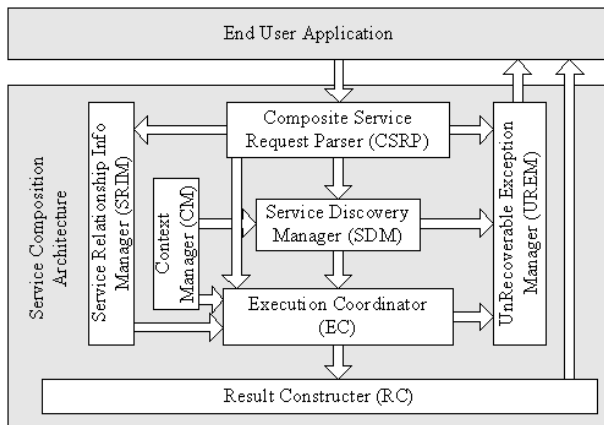 End User Application
Composite Service
Request Parser (CSRP)
Service Composition
Architecture
Service Relationship Info
Manager (SRIM)
Context
Manager (CM)
Service Discovery
Manager (SDM)
UnRecoverable Exception
Manager (UREM)
Execution Coordinator
(EC)
Result Constructer (RC)